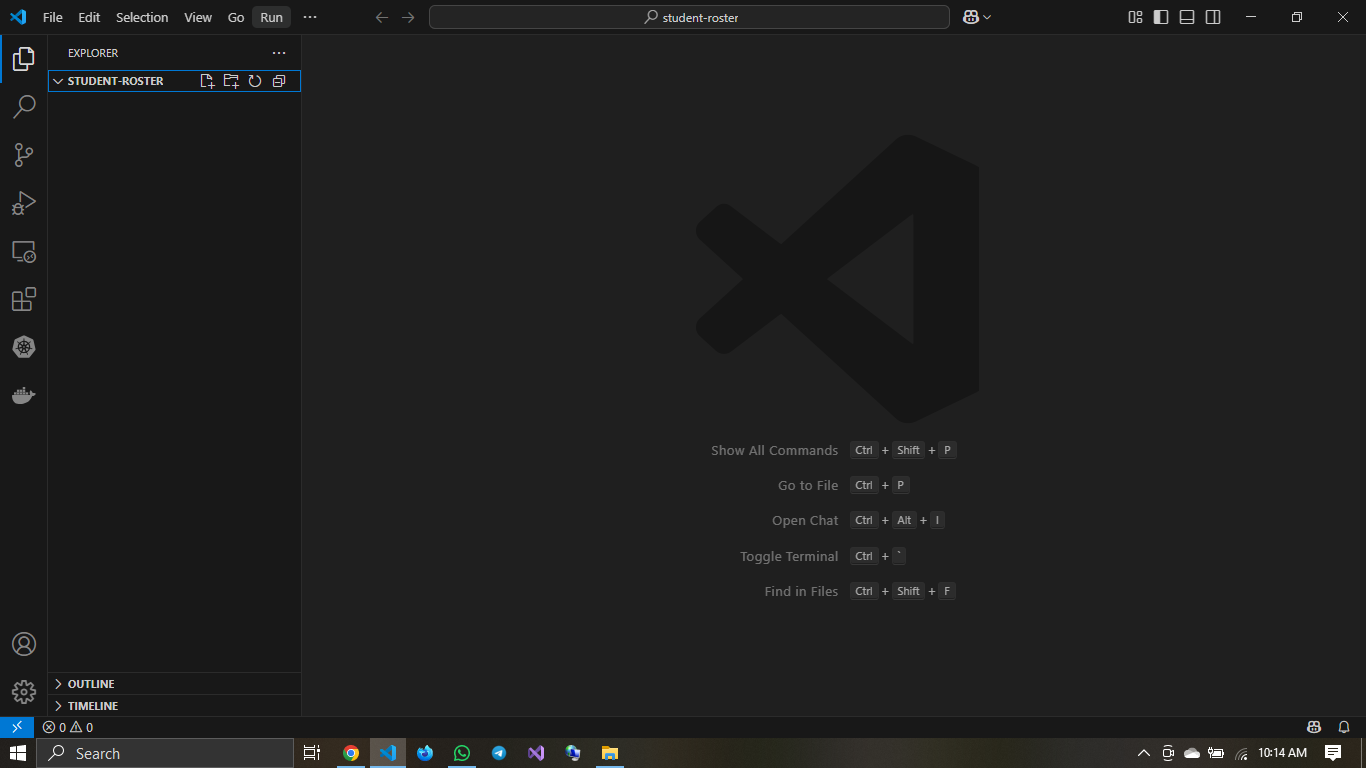 File Edit Selection View Go Run ··· student-roster
EXPLORER ···
STUDENT-ROSTER
Show All Commands Ctrl + Shift + P
Go to File Ctrl + P
Open Chat Ctrl + Alt + I
Toggle Terminal Ctrl + `
Find in Files Ctrl + Shift + F
OUTLINE
TIMELINE
0 0
Search 10:14 AM